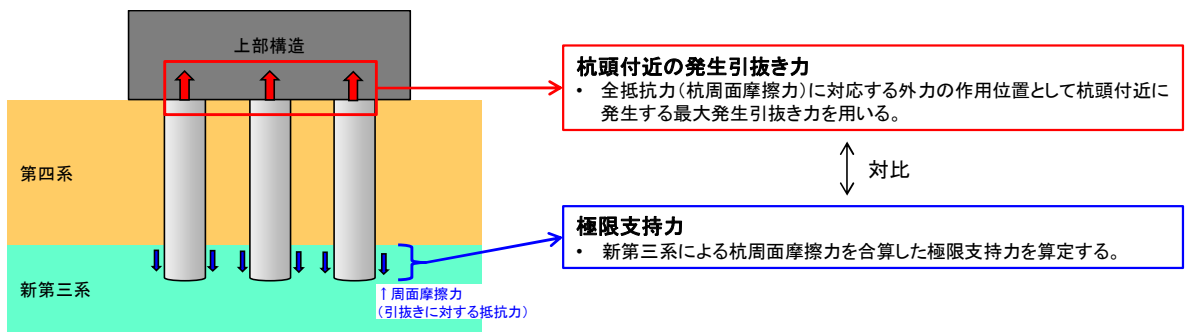 上部構造
杭頭付近の発生引抜き力
• 全抵抗力(杭周面摩擦力)に対応する外力の作用位置として杭頭付近に
発生する最大発生引抜き力を用いる。
第四系
対比
極限支持力
• 新第三系による杭周面摩擦力を合算した極限支持力を算定する。
新第三系
↑周面摩擦力
(引抜きに対する抵抗力)